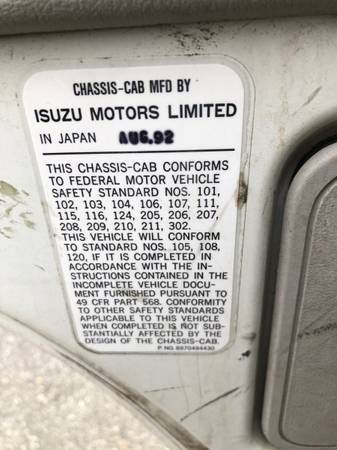 CHASSIS-CAB MFD BY
ISUZU MOTORS LIMITED
IN JAPAN AUG.92
THIS CHASSIS-CAB CONFORMS
TO FEDERAL MOTOR VEHICLE
SAFETY STANDARD NOS. 101,
102, 103, 104, 106, 107, 111,
115, 116, 124, 205, 206, 207,
208, 209, 210, 211, 302.
THIS VEHICLE WILL CONFORM
TO STANDARD NOS. 105, 108,
120, IF IT IS COMPLETED IN
ACCORDANCE WITH THE IN-
STRUCTIONS CONTAINED IN THE
INCOMPLETE VEHICLE DOCU-
MENT FURNISHED PURSUANT TO
49 CFR PART 568. CONFORMITY
TO OTHER SAFETY STANDARDS
APPLICABLE TO THIS VEHICLE
WHEN COMPLETED IS NOT SUB-
STANTIALLY AFFECTED BY THE
DESIGN OF THE CHASSIS-CAB.
P. NO. 8970494430